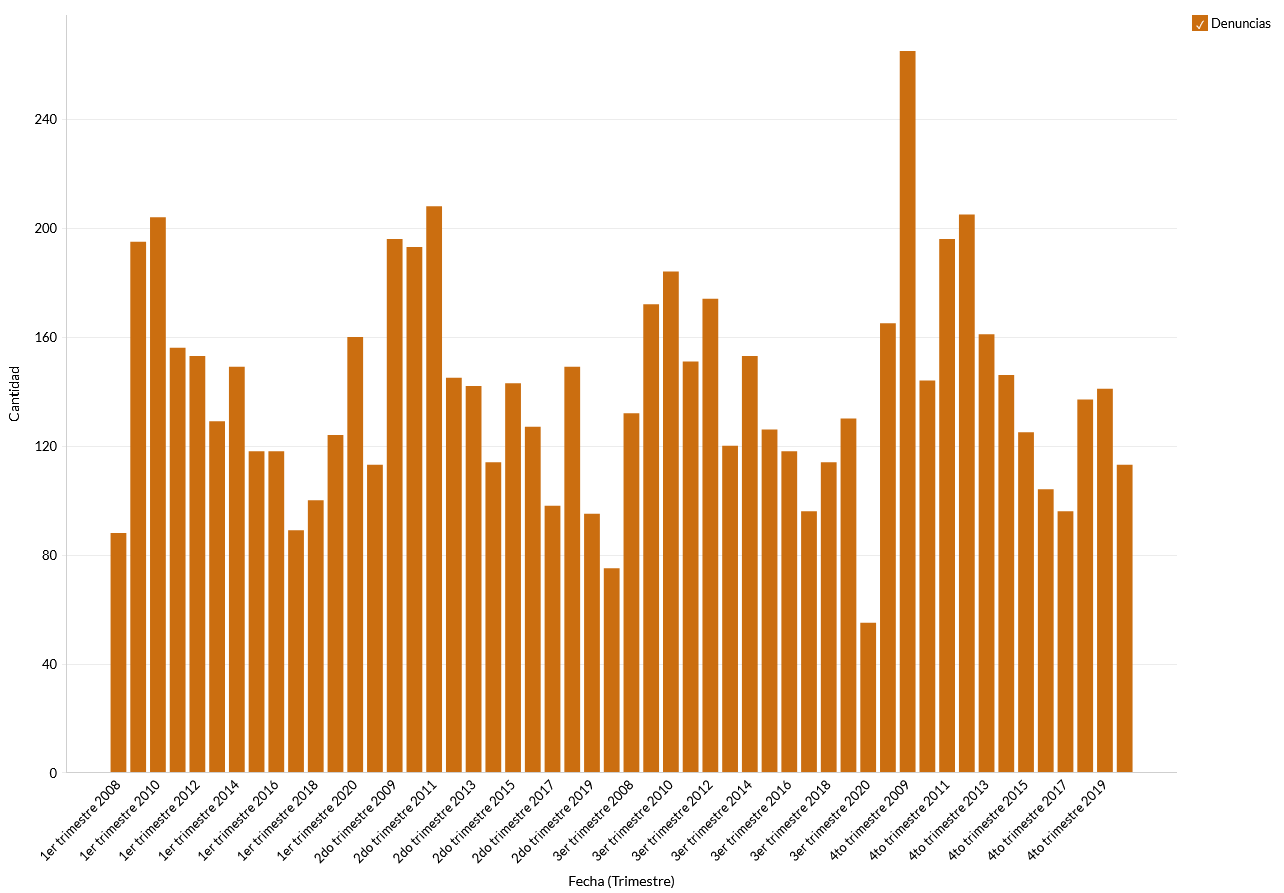 Denuncias
Cantidad
240
200
160
120
80
40
0
1er trimestre 2008
1er trimestre 2010
1er trimestre 2012
1er trimestre 2014
1er trimestre 2016
1er trimestre 2018
1er trimestre 2020
2do trimestre 2009
2do trimestre 2011
2do trimestre 2013
2do trimestre 2015
2do trimestre 2017
2do trimestre 2019
3er trimestre 2008
3er trimestre 2010
3er trimestre 2012
3er trimestre 2014
3er trimestre 2016
3er trimestre 2018
3er trimestre 2020
4to trimestre 2009
4to trimestre 2011
4to trimestre 2013
4to trimestre 2015
4to trimestre 2017
4to trimestre 2019
Fecha (Trimestre)